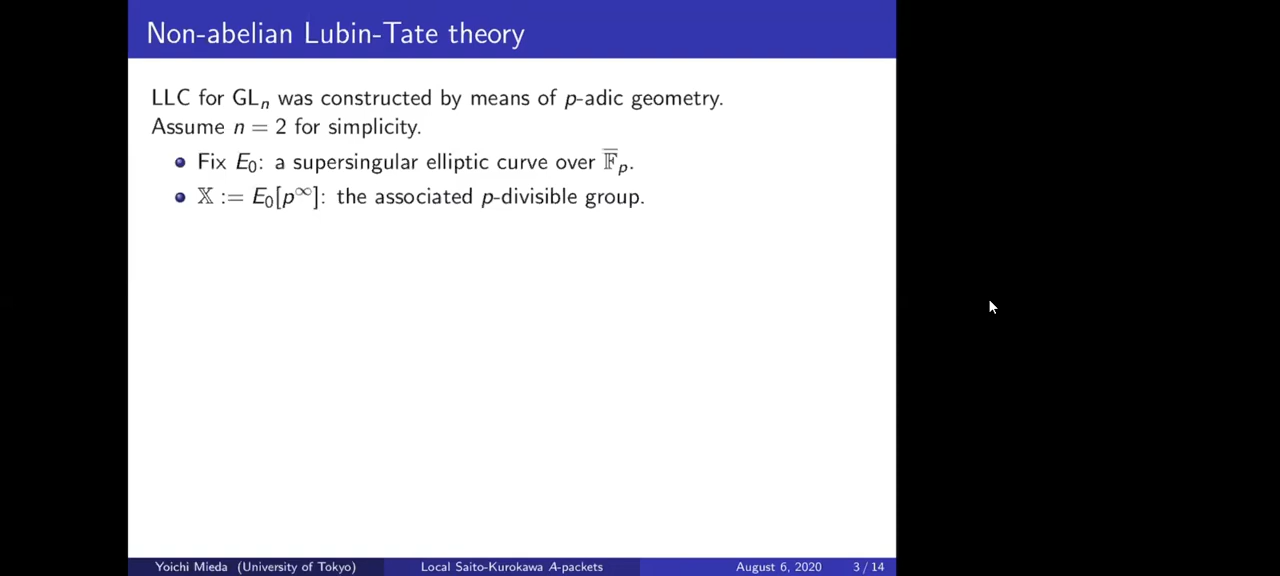 Non-abelian Lubin-Tate theory
LLC for GLₙ was constructed by means of p-adic geometry.
Assume n = 2 for simplicity.
• Fix E₀: a supersingular elliptic curve over F̅ₚ.
• 𝕏 := E₀[p^∞]: the associated p-divisible group.
Yoichi Mieda (University of Tokyo) Local Saito-Kurokawa A-packets August 6, 2020 3 / 14